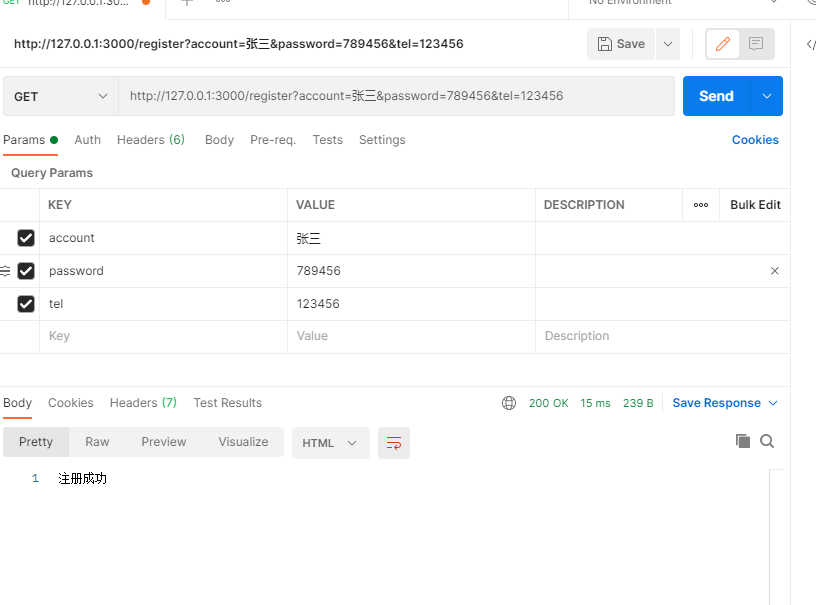 GET http://127.0.0.1:30...
No Environment
http://127.0.0.1:3000/register?account=张三&password=789456&tel=123456
Save
GET
http://127.0.0.1:3000/register?account=张三&password=789456&tel=123456
Send
Params Auth Headers (6) Body Pre-req. Tests Settings Cookies
Query Params
KEY VALUE DESCRIPTION Bulk Edit
account 张三
password 789456
tel 123456
Key Value Description
Body Cookies Headers (7) Test Results 200 OK 15 ms 239 B Save Response
Pretty Raw Preview Visualize HTML
1 注册成功